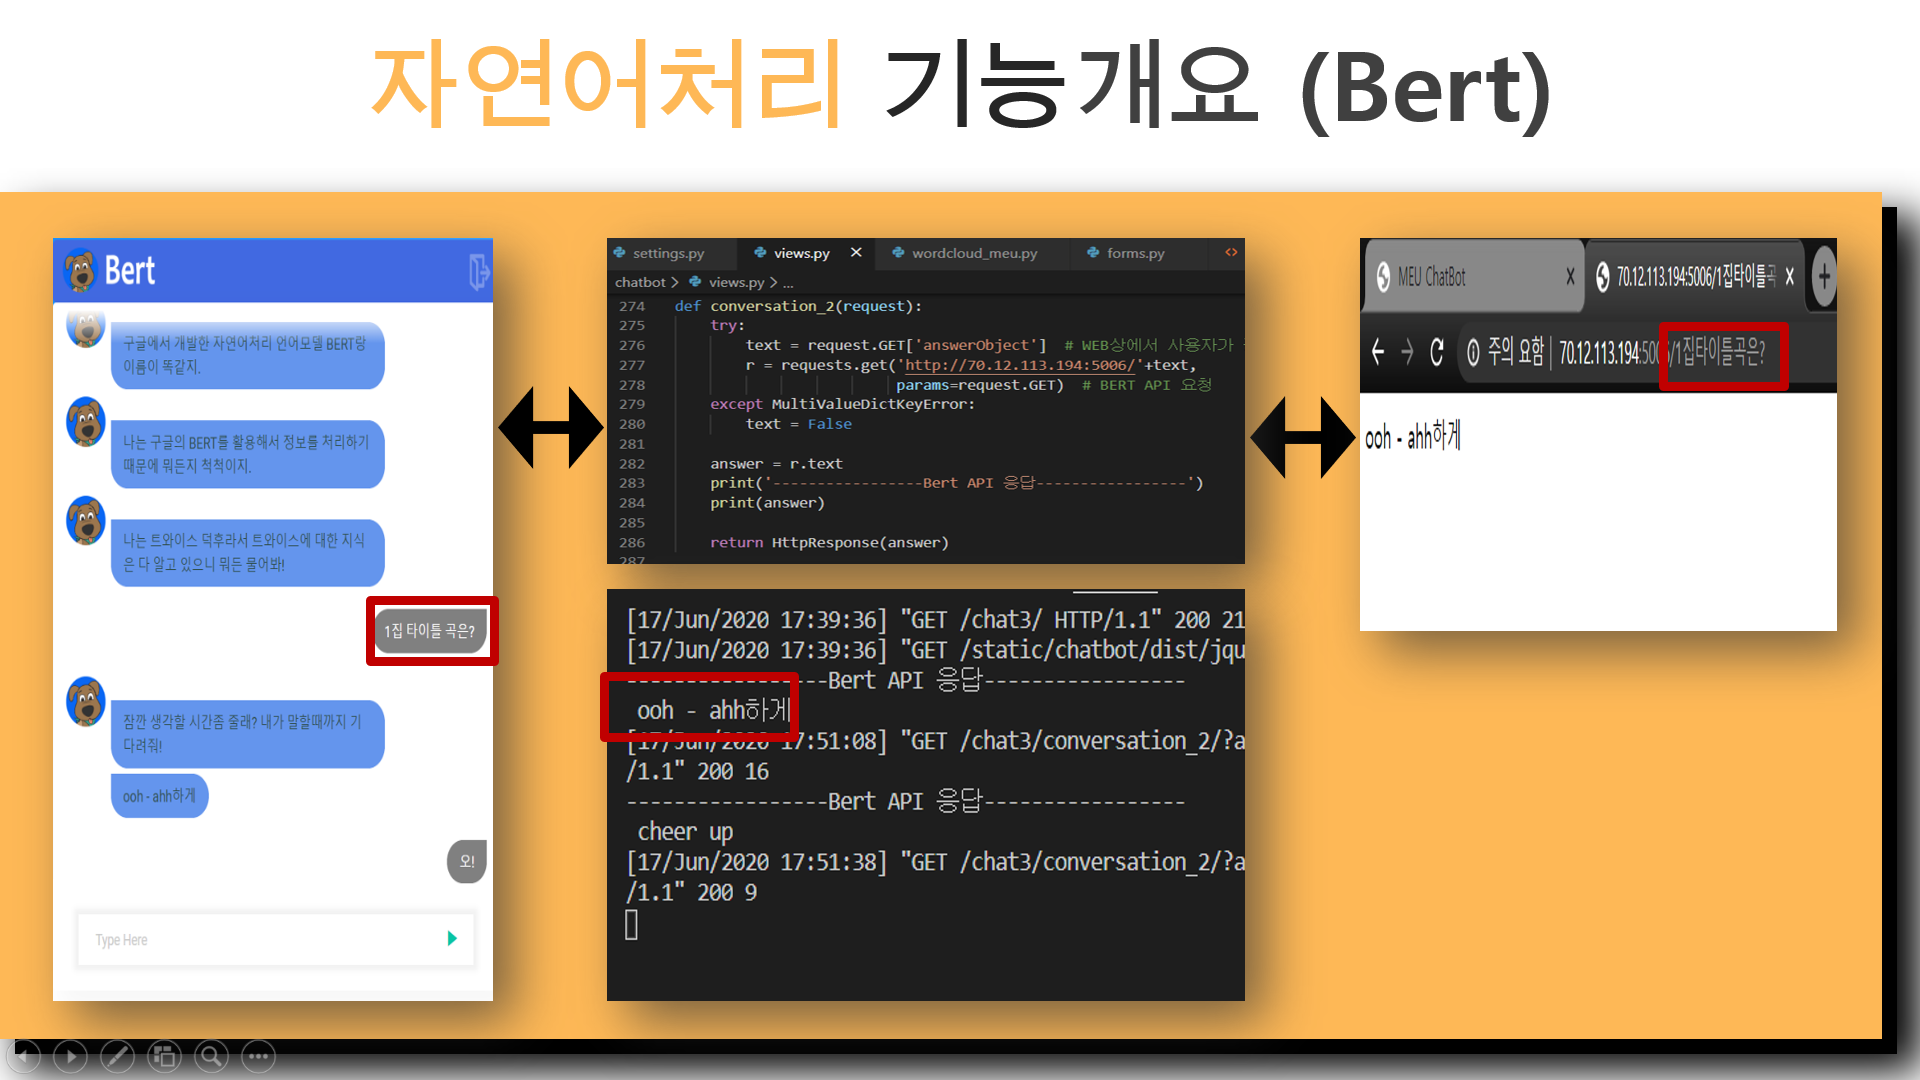 자연어처리 기능개요 (Bert)
Bert
구글에서 개발한 자연어처리 언어모델 BERT랑
이름이 똑같지.
나는 구글의 BERT를 활용해서 정보를 처리하기
때문에 뭐든지 척척이지.
나는 트와이스 덕후라서 트와이스에 대한 지식
은 다 알고 있으니 뭐든 물어봐!
1집 타이틀 곡은?
잠깐 생각할 시간좀 줄래? 내가 말할때까지 기
다려줘!
ooh - ahh하게
오!
Type Here
settings.py views.py wordcloud_meu.py forms.py
chatbot > views.py > ...
274 def conversation_2(request):
275 try:
276 text = request.GET['answerObject'] # WEB상에서 사용자가
277 r = requests.get('http://70.12.113.194:5006/'+text,
278 params=request.GET) # BERT API 요청
279 except MultiValueDictKeyError:
280 text = False
281
282 answer = r.text
283 print('-----------------Bert API 응답-----------------')
284 print(answer)
285
286 return HttpResponse(answer)
287
[17/Jun/2020 17:39:36] "GET /chat3/ HTTP/1.1" 200 21
[17/Jun/2020 17:39:36] "GET /static/chatbot/dist/jqu
-----------------Bert API 응답-----------------
ooh - ahh하게
[17/Jun/2020 17:51:08] "GET /chat3/conversation_2/?a
/1.1" 200 16
-----------------Bert API 응답-----------------
cheer up
[17/Jun/2020 17:51:38] "GET /chat3/conversation_2/?a
/1.1" 200 9
MEU ChatBot 70.12.113.194:5006/1집타이틀곡
주의 요함 | 70.12.113.194:5006/1집타이틀곡은?
ooh - ahh하게